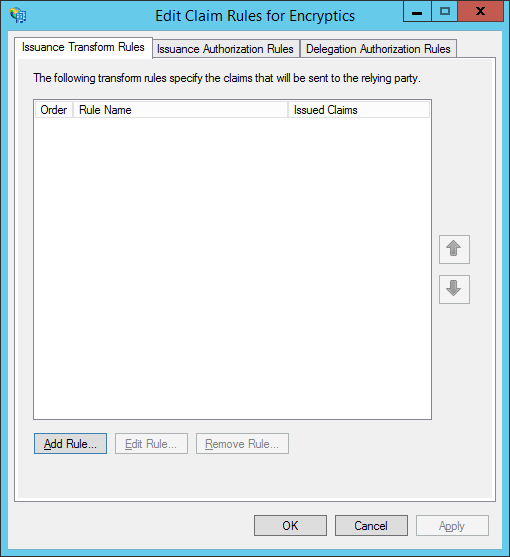 Edit Claim Rules for Encryptics
Issuance Transform Rules Issuance Authorization Rules Delegation Authorization Rules
The following transform rules specify the claims that will be sent to the relying party.
Order Rule Name Issued Claims
Add Rule... Edit Rule... Remove Rule...
OK Cancel Apply